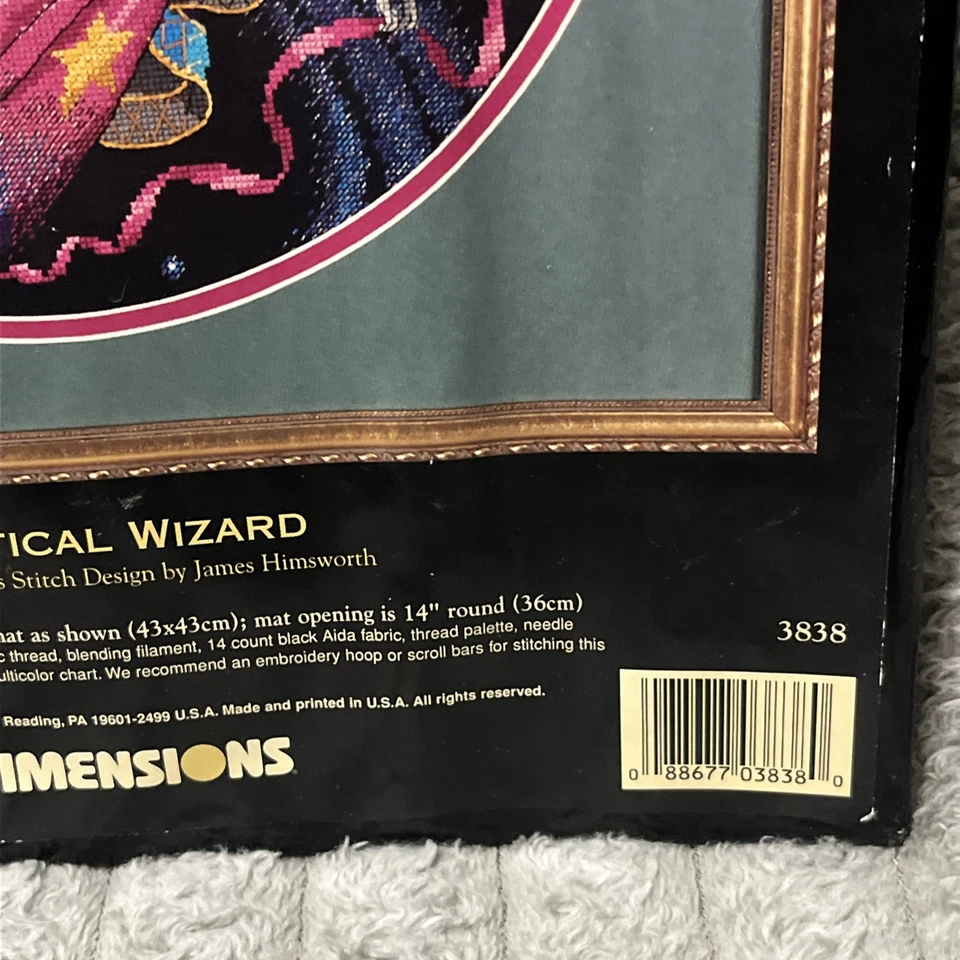 TICAL WIZARD
s Stitch Design by James Himsworth
mat as shown (43x43cm); mat opening is 14" round (36cm)
c thread, blending filament, 14 count black Aida fabric, thread palette, needle
ulticolor chart. We recommend an embroidery hoop or scroll bars for stitching this
Reading, PA 19601-2499 U.S.A. Made and printed in U.S.A. All rights reserved.
IMENSIONS
3838
0 88677 03838 0